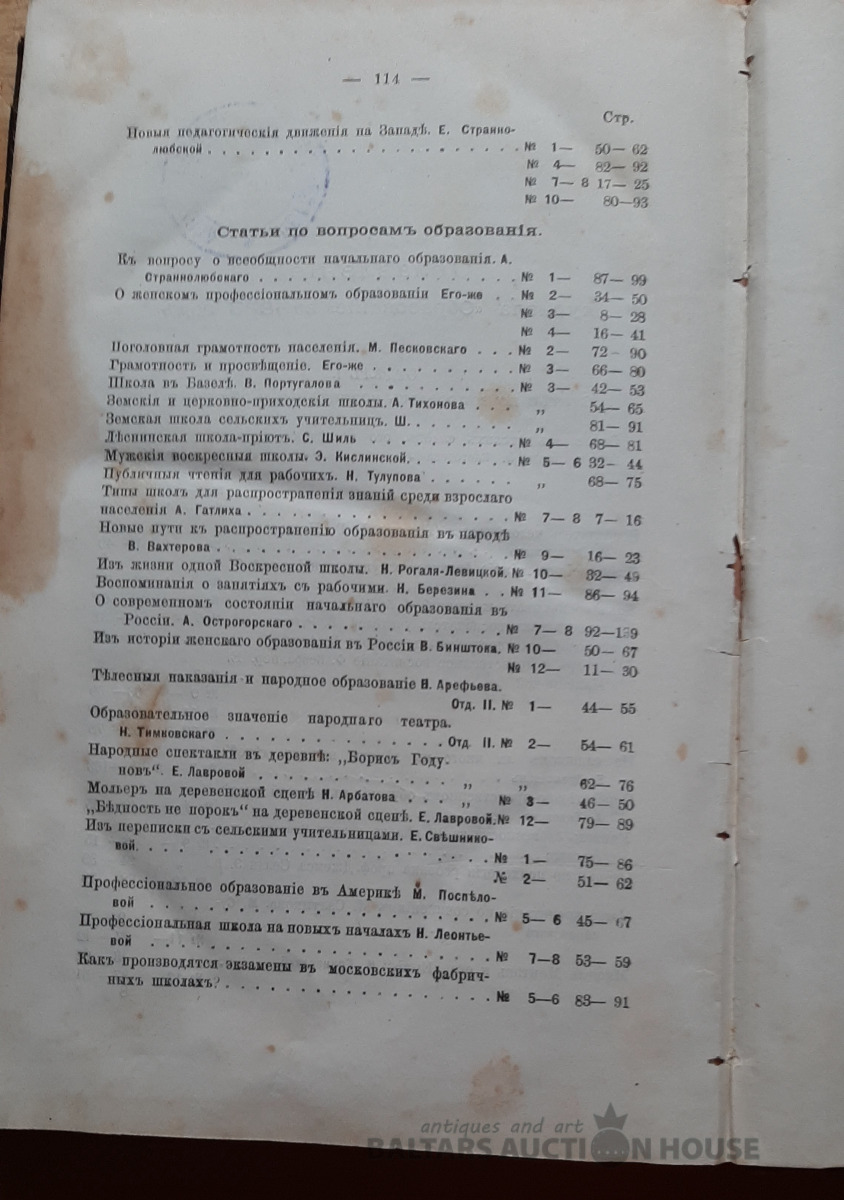 — 114 —
Стр.
Новыя педагогическія движенія на Западѣ. Е. Странно-
любской . . . . . . . . . . . . . . . . . . . . . № 1— 50— 62
№ 4— 82— 92
№ 7— 8 17— 25
№ 10— 80—93
Статьи по вопросамъ образованія.
Къ вопросу о всеобщности начальнаго образованія. А.
Страннолюбскаго . . . . . . . . . . . . . . . . . . № 1— 87— 99
О женскомъ профессіональномъ образованіи Его-же . . № 2— 34— 50
№ 3— 8— 28
№ 4— 16— 41
Поголовная грамотность населенія. М. Песковскаго . . . № 2— 72— 90
Грамотность и просвѣщеніе. Его-же . . . . . . . . . . № 3— 66— 80
Школа въ Базелѣ. В. Португалова . . . . . . . . . . . № 3— 42— 53
Земскія и церковно-приходскія школы. А. Тихонова . . . „ 54— 65
Земская школа сельскихъ учительницъ. Ш. . . . . . . . „ 81— 91
Лѣснинская школа-пріютъ. С. Шиль . . . . . . . . . . № 4— 68— 81
Мужскія воскресныя школы. Э. Кислинской. . . . . . . . № 5— 6 32— 44
Публичныя чтенія для рабочихъ. Н. Тулупова . . . . . . „ 68— 75
Типы школъ для распространенія знаній среди взрослаго
населенія А. Гатлиха . . . . . . . . . . . . . . . . . № 7— 8 7— 16
Новые пути къ распространенію образованія въ народѣ
В. Вахтерова . . . . . . . . . . . . . . . . . . . . № 9— 16— 23
Изъ жизни одной Воскресной школы. Н. Рогаля-Левицкой. № 10— 32— 49
Воспоминанія о занятіяхъ съ рабочими. Н. Березина . . № 11— 86— 94
О современномъ состояніи начальнаго образованія въ
Россіи. А. Острогорскаго . . . . . . . . . . . . . . № 7— 8 92—
Изъ исторіи женскаго образованія въ Россіи В. Бинштока. № 10— 50— 67
№ 12— 11— 30
Тѣлесныя наказанія и народное образованіе Н. Арефьева.
Отд. II. № 1— 44— 55
Образовательное значеніе народнаго театра.
Н. Тимковскаго . . . . . . . . . . . . . . Отд. II. № 2— 54— 61
Народные спектакли въ деревнѣ: „Борисъ Году-
новъ“. Е. Лавровой . . . . . . . . . . . . . „ „ 62— 76
Мольеръ на деревенской сценѣ Н. Арбатова . . . „ № 3— 46— 50
„Бѣдность не порокъ“ на деревенской сценѣ. Е. Лавровой. № 12— 79— 89
Изъ переписки съ сельскими учительницами. Е. Свѣшнико-
вой. . . . . . . . . . . . . . . . . . . . . . . . № 1— 75— 86
№ 2— 51— 62
Профессіональное образованіе въ Америкѣ М. Поспѣло-
вой . . . . . . . . . . . . . . . . . . . . . . . № 5— 6 45— 67
Профессіональная школа на новыхъ началахъ Н. Леонтье-
вой . . . . . . . . . . . . . . . . . . . . . . . № 7—8 53— 59
Какъ производятся экзамены въ московскихъ фабрич-
ныхъ школахъ? . . . . . . . . . . . . . . . . . . № 5—6 83— 91
antiques and art
BALTARS AUCTION HOUSE